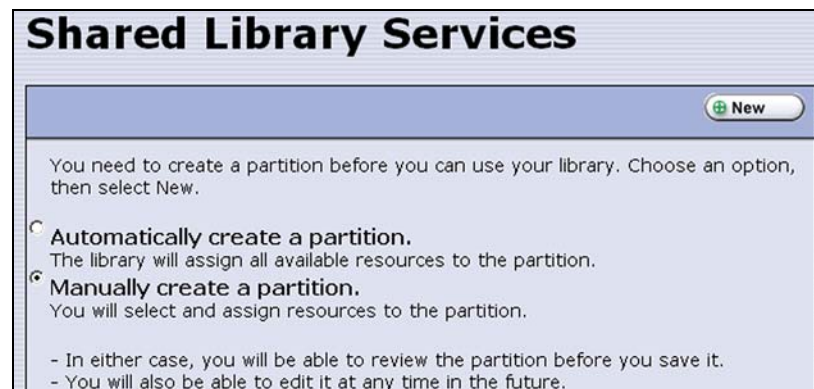 Shared Library Services
New
You need to create a partition before you can use your library. Choose an option,
then select New.
Automatically create a partition.
The library will assign all available resources to the partition.
Manually create a partition.
You will select and assign resources to the partition.
- In either case, you will be able to review the partition before you save it.
- You will also be able to edit it at any time in the future.